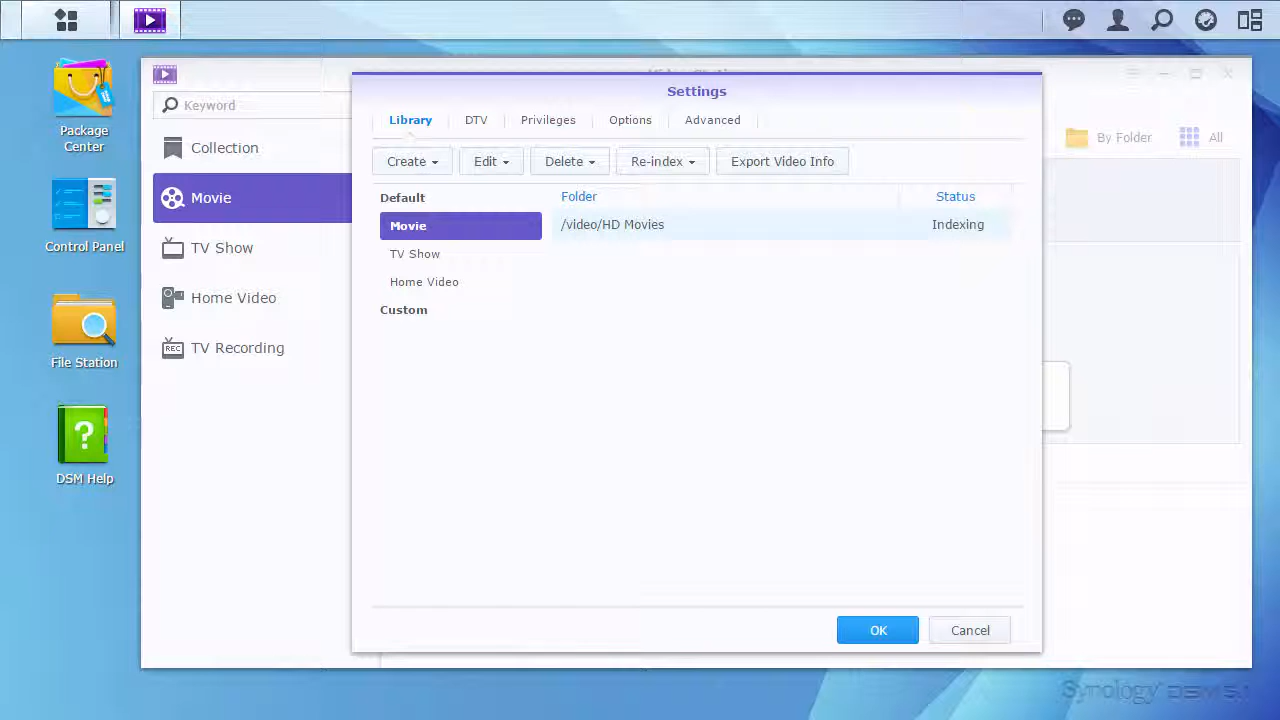 Package
Center
Control Panel
File Station
DSM Help
Keyword
Collection
Movie
TV Show
Home Video
REC
TV Recording
Settings
Library
DTV
Privileges
Options
Advanced
Create
Edit
Delete
Re-index
Export Video Info
Default
Movie
TV Show
Home Video
Custom
Folder
Status
/video/HD Movies
Indexing
OK
Cancel
By Folder
All
Synology